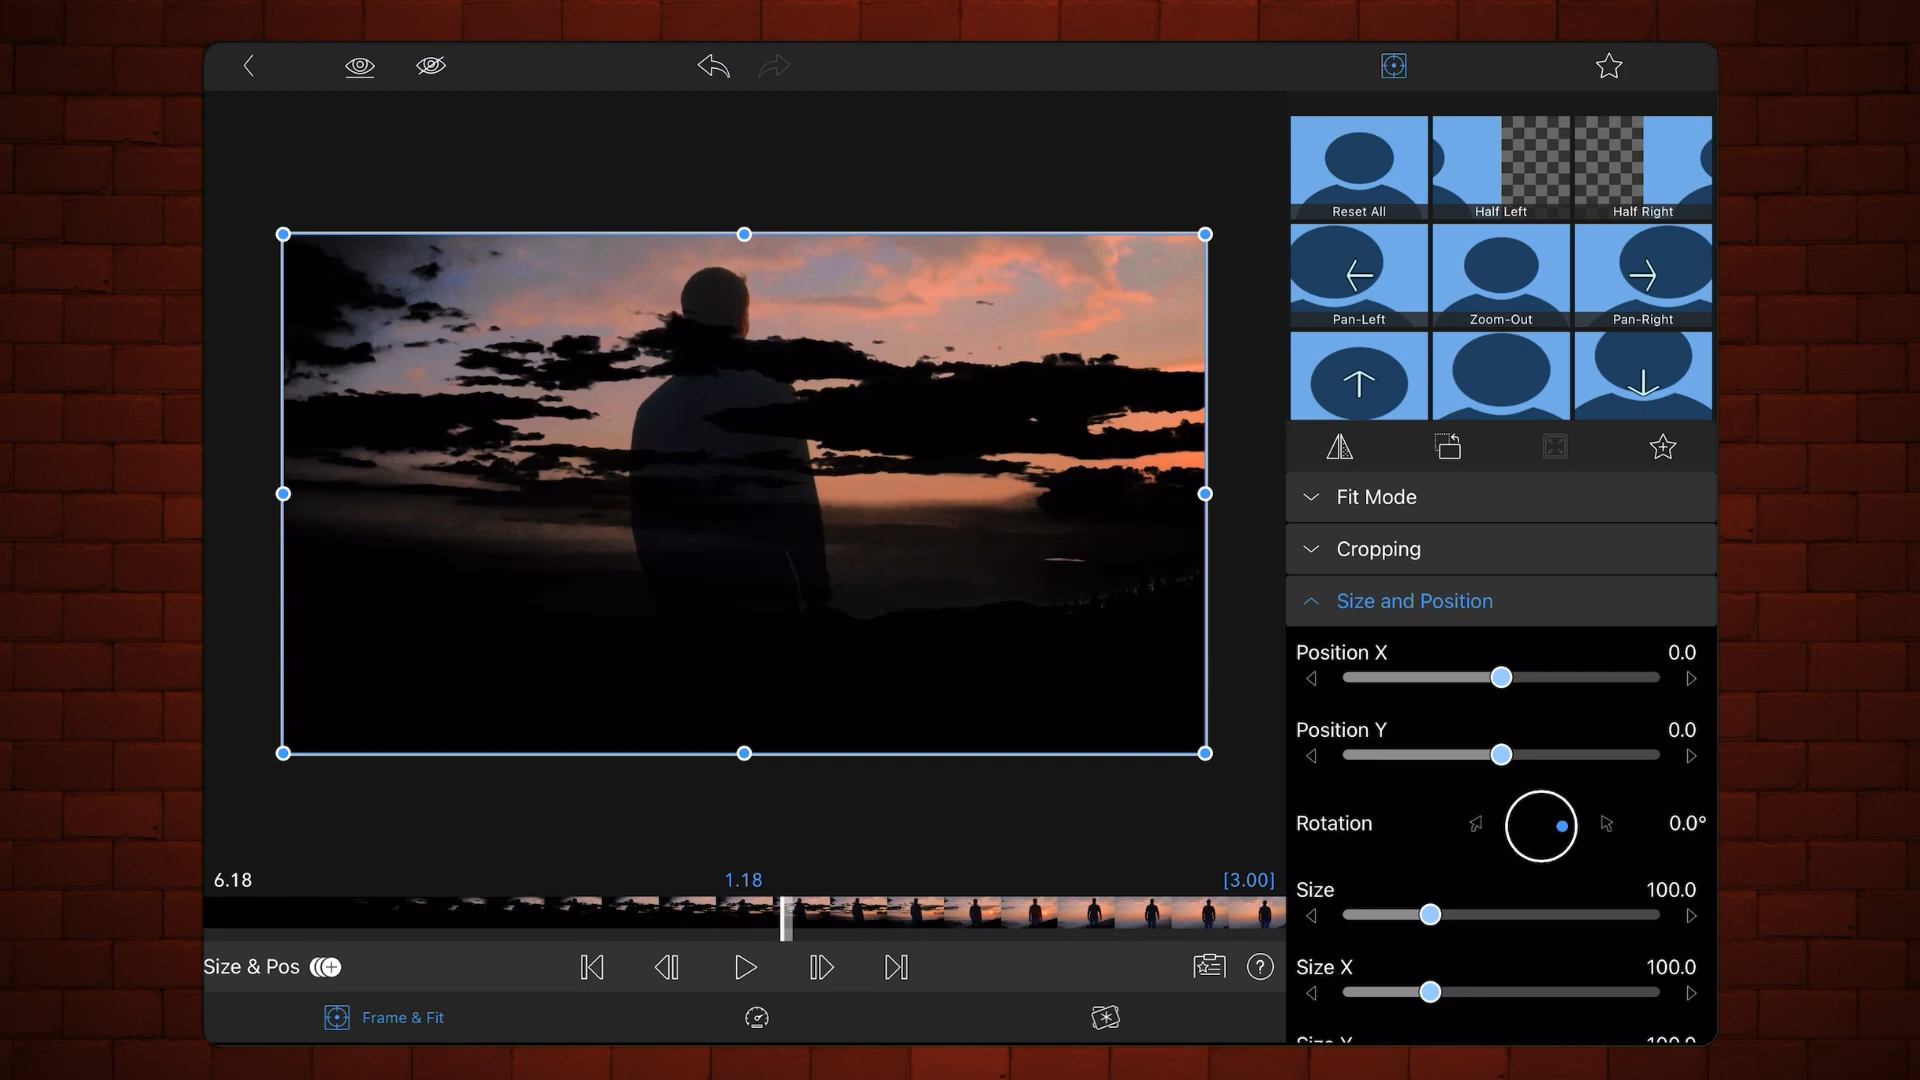 Reset All
Half Left
Half Right
Pan-Left
Zoom-Out
Pan-Right
Fit Mode
Cropping
Size and Position
Position X 0.0
Position Y 0.0
Rotation 0.0°
Size 100.0
Size X 100.0
6.18 1.18 [3.00]
Size & Pos
Frame & Fit